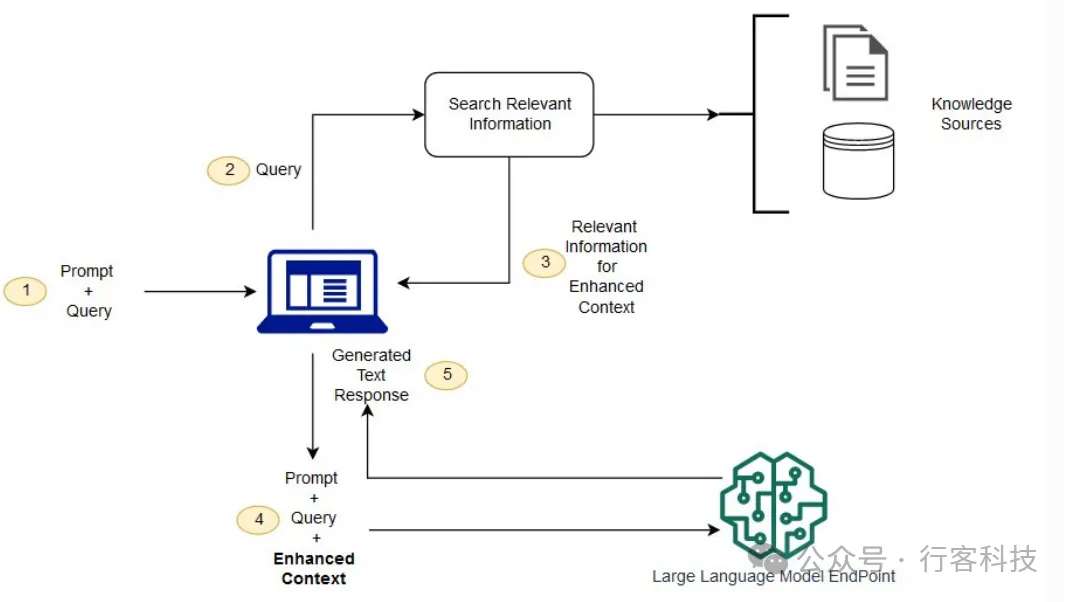 Search Relevant
Information
Knowledge
Sources
2
Query
Relevant
Information
for
Enhanced
Context
3
1
Prompt
+
Query
Generated
Text
Response
5
Prompt
+
Query
+
Enhanced
Context
4
Large Language Model EndPoint
公众号 · 行客科技